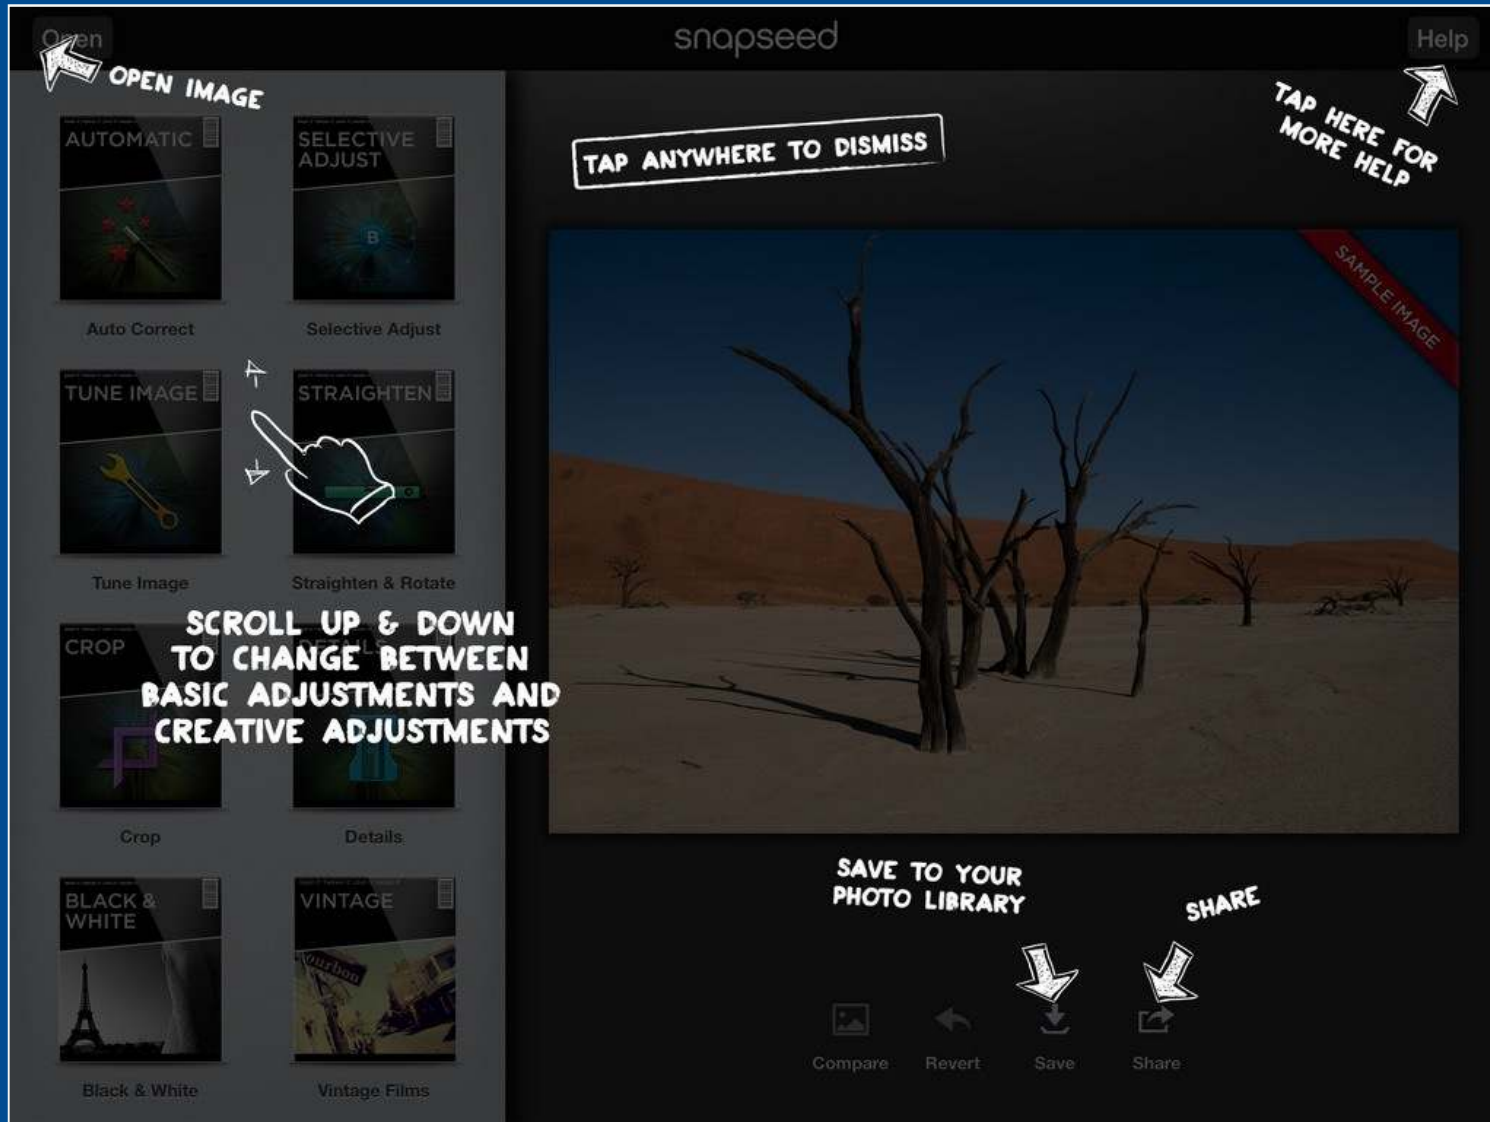 Open
snapseed
Help
OPEN IMAGE
TAP HERE FOR
MORE HELP
TAP ANYWHERE TO DISMISS
AUTOMATIC
SELECTIVE
ADJUST
B
Auto Correct
Selective Adjust
SAMPLE IMAGE
TUNE IMAGE
STRAIGHTEN
Tune Image
Straighten & Rotate
SCROLL UP & DOWN
TO CHANGE BETWEEN
BASIC ADJUSTMENTS AND
CREATIVE ADJUSTMENTS
CROP
DETAILS
Crop
Details
BLACK &
WHITE
VINTAGE
ourbon
Black & White
Vintage Films
SAVE TO YOUR
PHOTO LIBRARY
SHARE
Compare
Revert
Save
Share